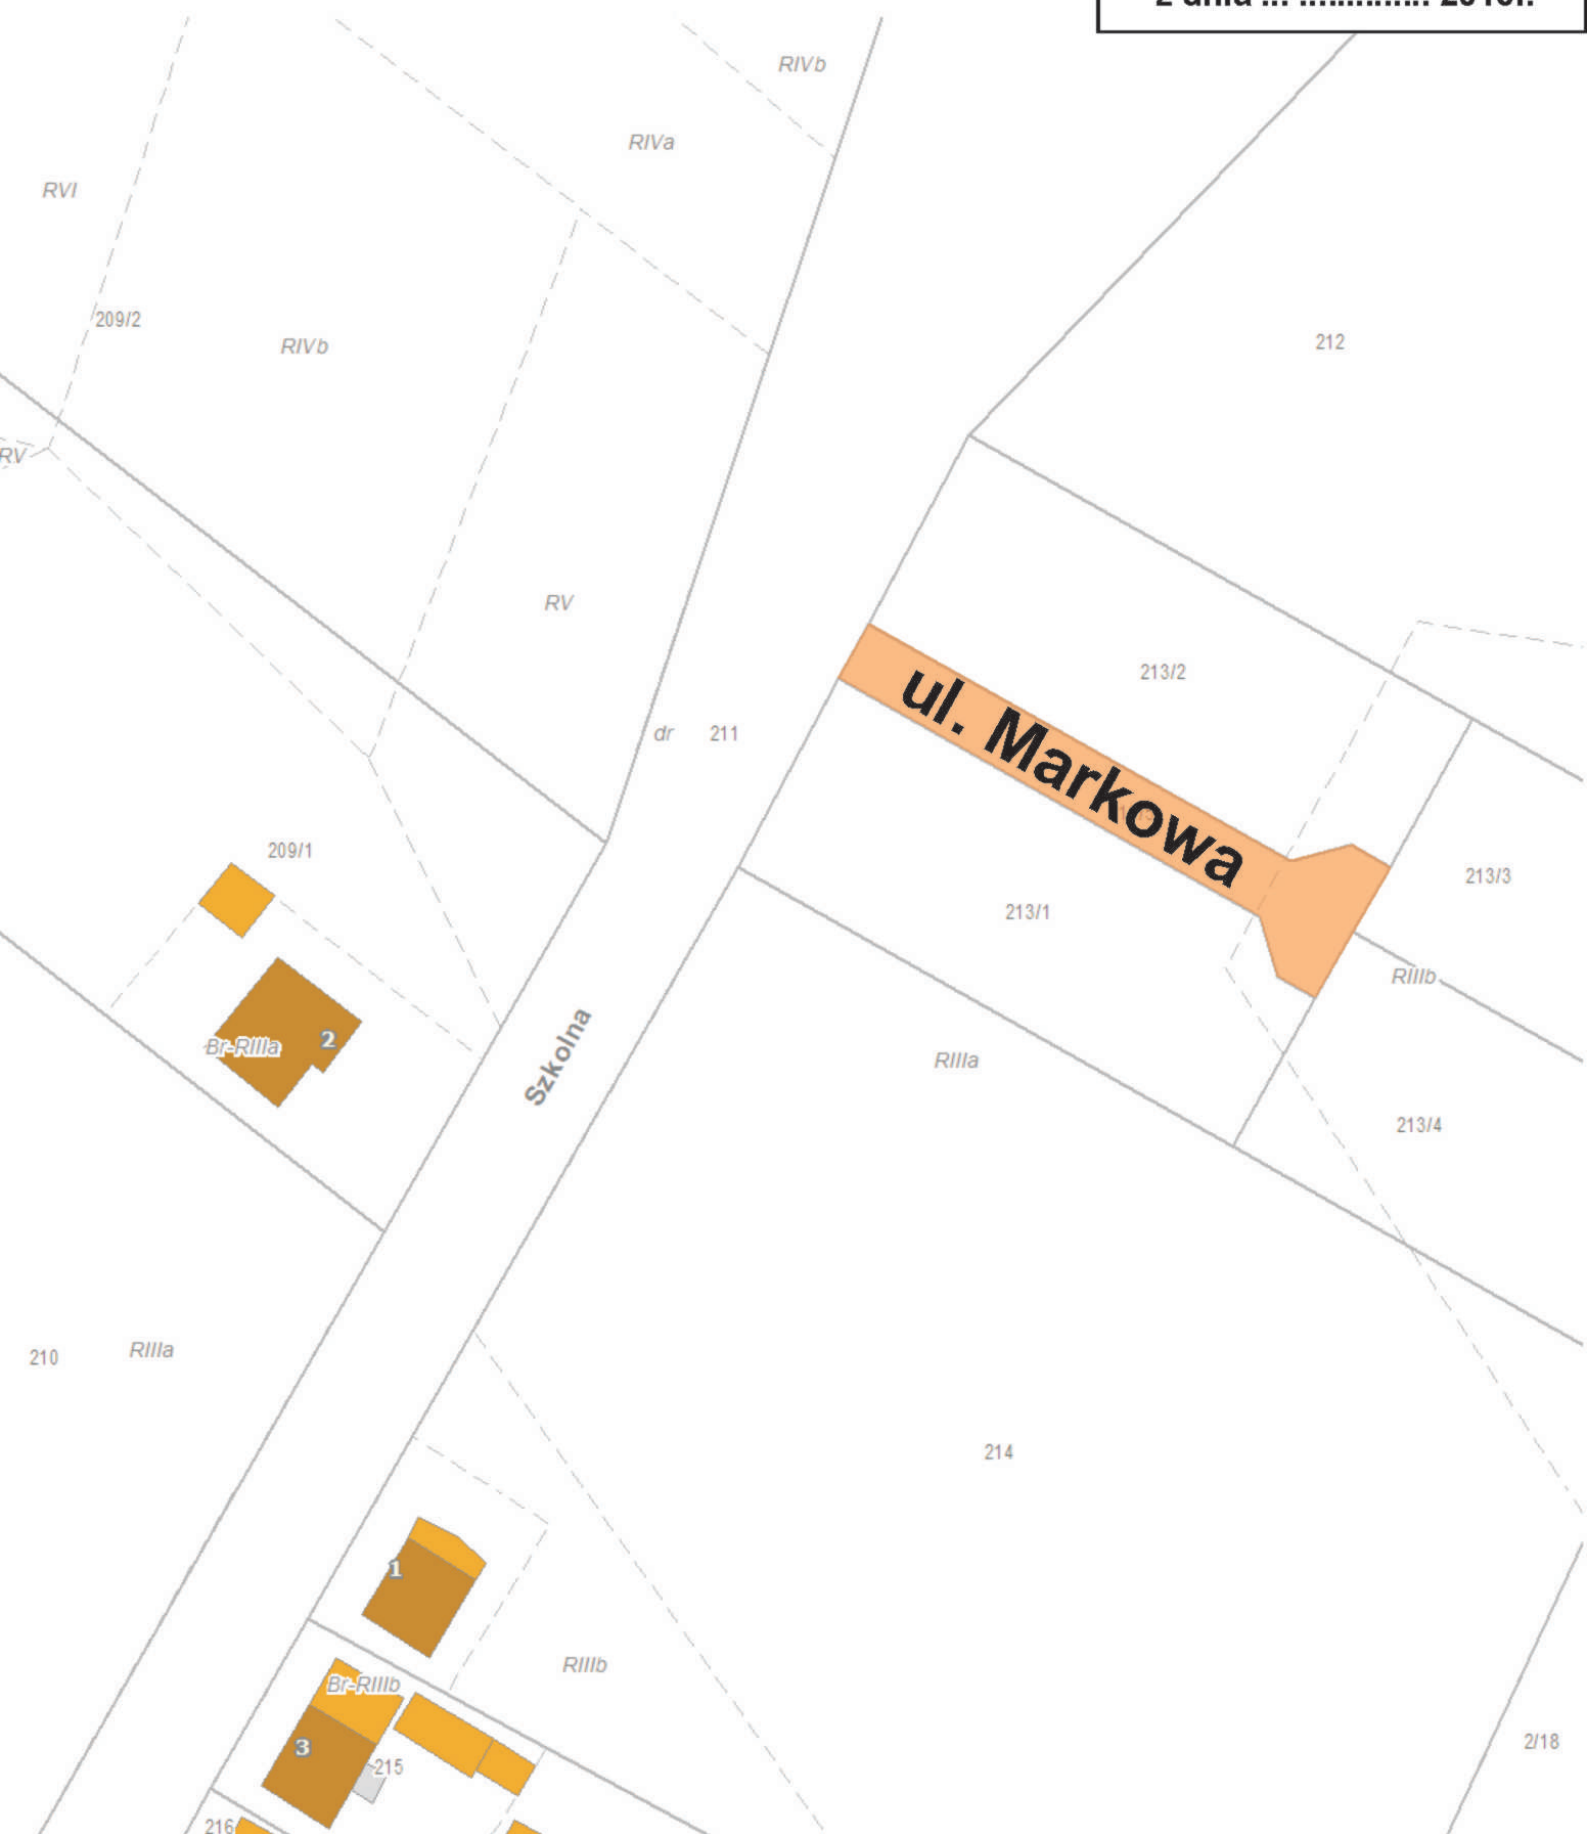 z dnia ... .............. 2018r.
RIVb
RIVa
RVI
209/2
RIVb
212
RV
RV
213/2
dr 211
ul. Markowa
209/1
213/3
213/1
RIIIb
Br-RIIIa
2
Szkolna
RIIIa
213/4
210
RIIIa
214
1
RIIIb
Br-RIIIb
3
215
2/18
216